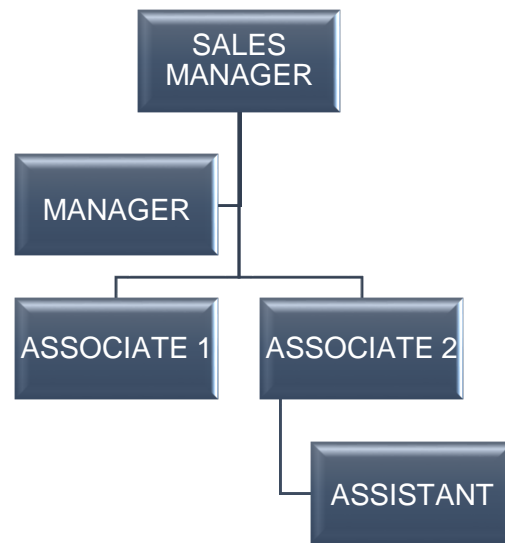 SALES
MANAGER
MANAGER
ASSOCIATE 1
ASSOCIATE 2
ASSISTANT